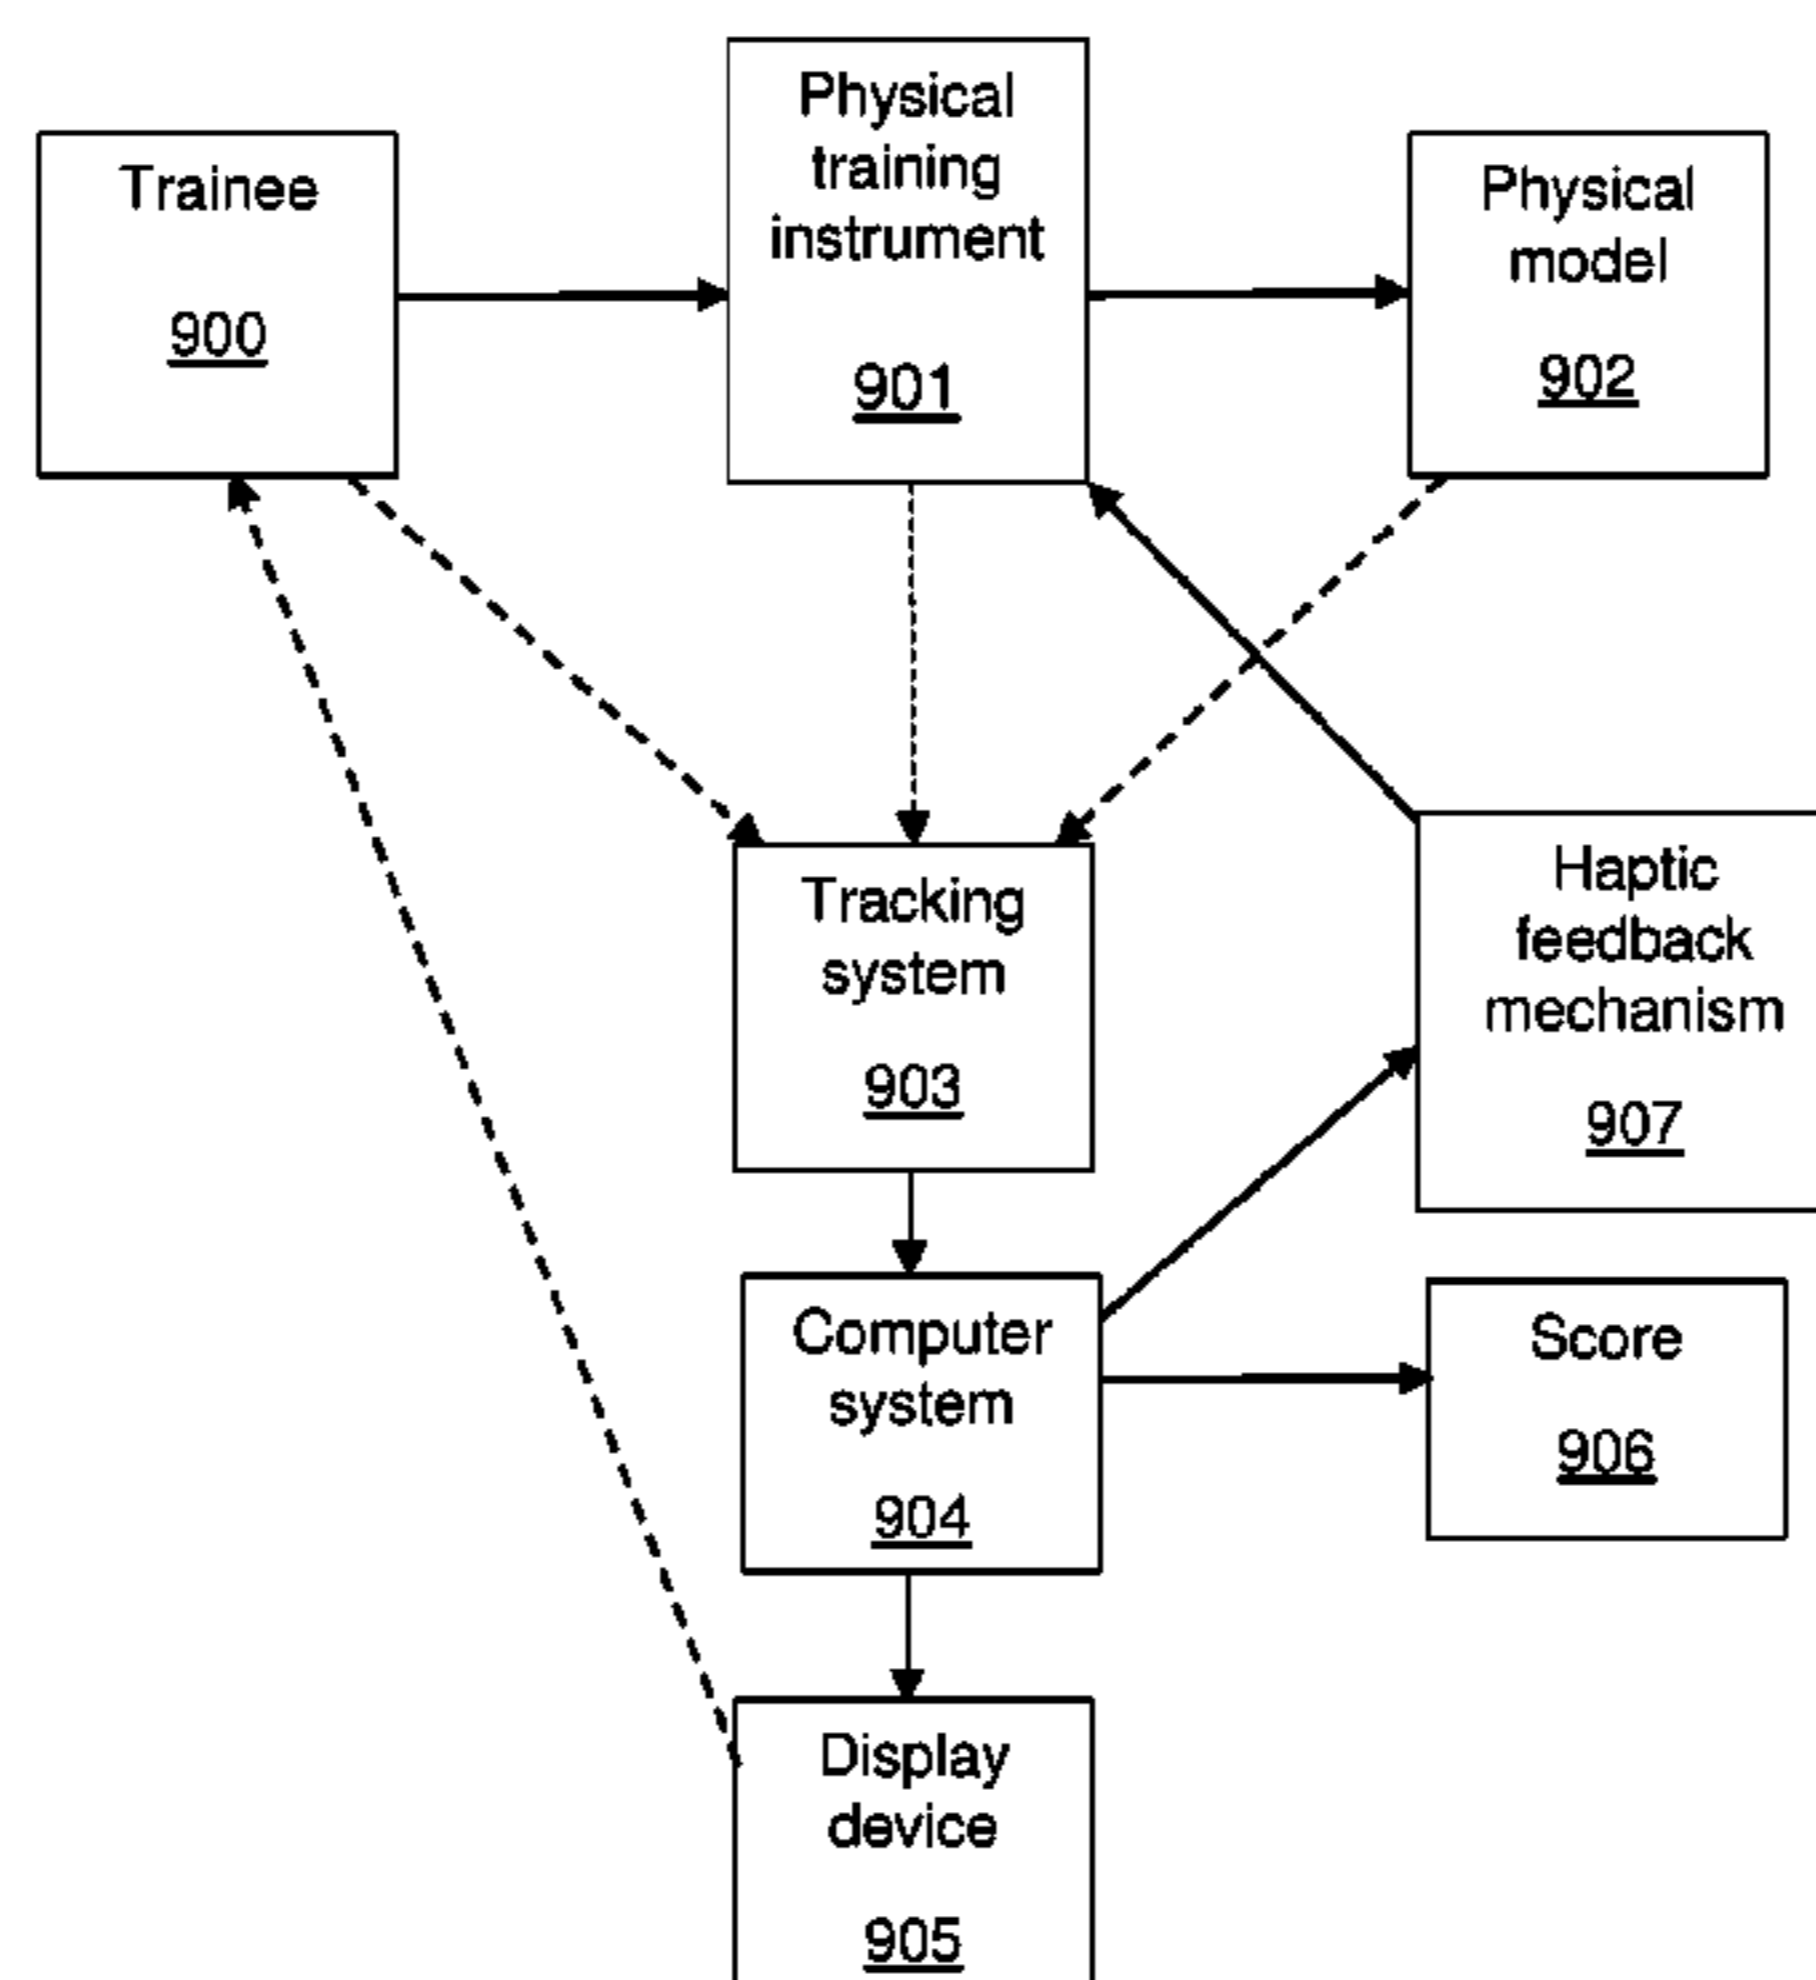 Trainee
900
Physical
training
instrument
901
Physical
model
902
Tracking
system
903
Haptic
feedback
mechanism
907
Computer
system
904
Score
906
Display
device
905